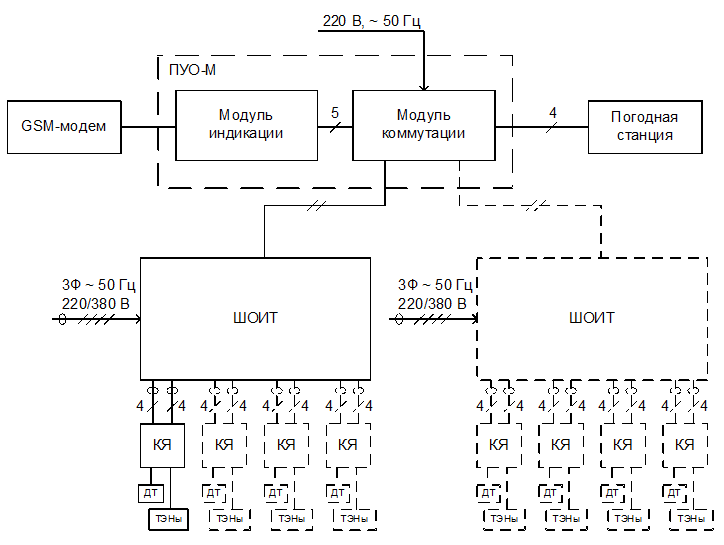 220 В, ~ 50 Гц
ПУО-М
GSM-модем
Модуль
индикации
5
Модуль
коммутации
4
Погодная
станция
3Ф ~ 50 Гц
220/380 В
ШОИТ
3Ф ~ 50 Гц
220/380 В
ШОИТ
4 4 4 4 4 4 4 4 4 4 4 4 4 4 4 4
КЯ КЯ КЯ КЯ КЯ КЯ КЯ КЯ
ДТ ДТ ДТ ДТ ДТ ДТ ДТ ДТ
ТЭНы ТЭНы ТЭНы ТЭНы ТЭНы ТЭНы ТЭНы ТЭНы